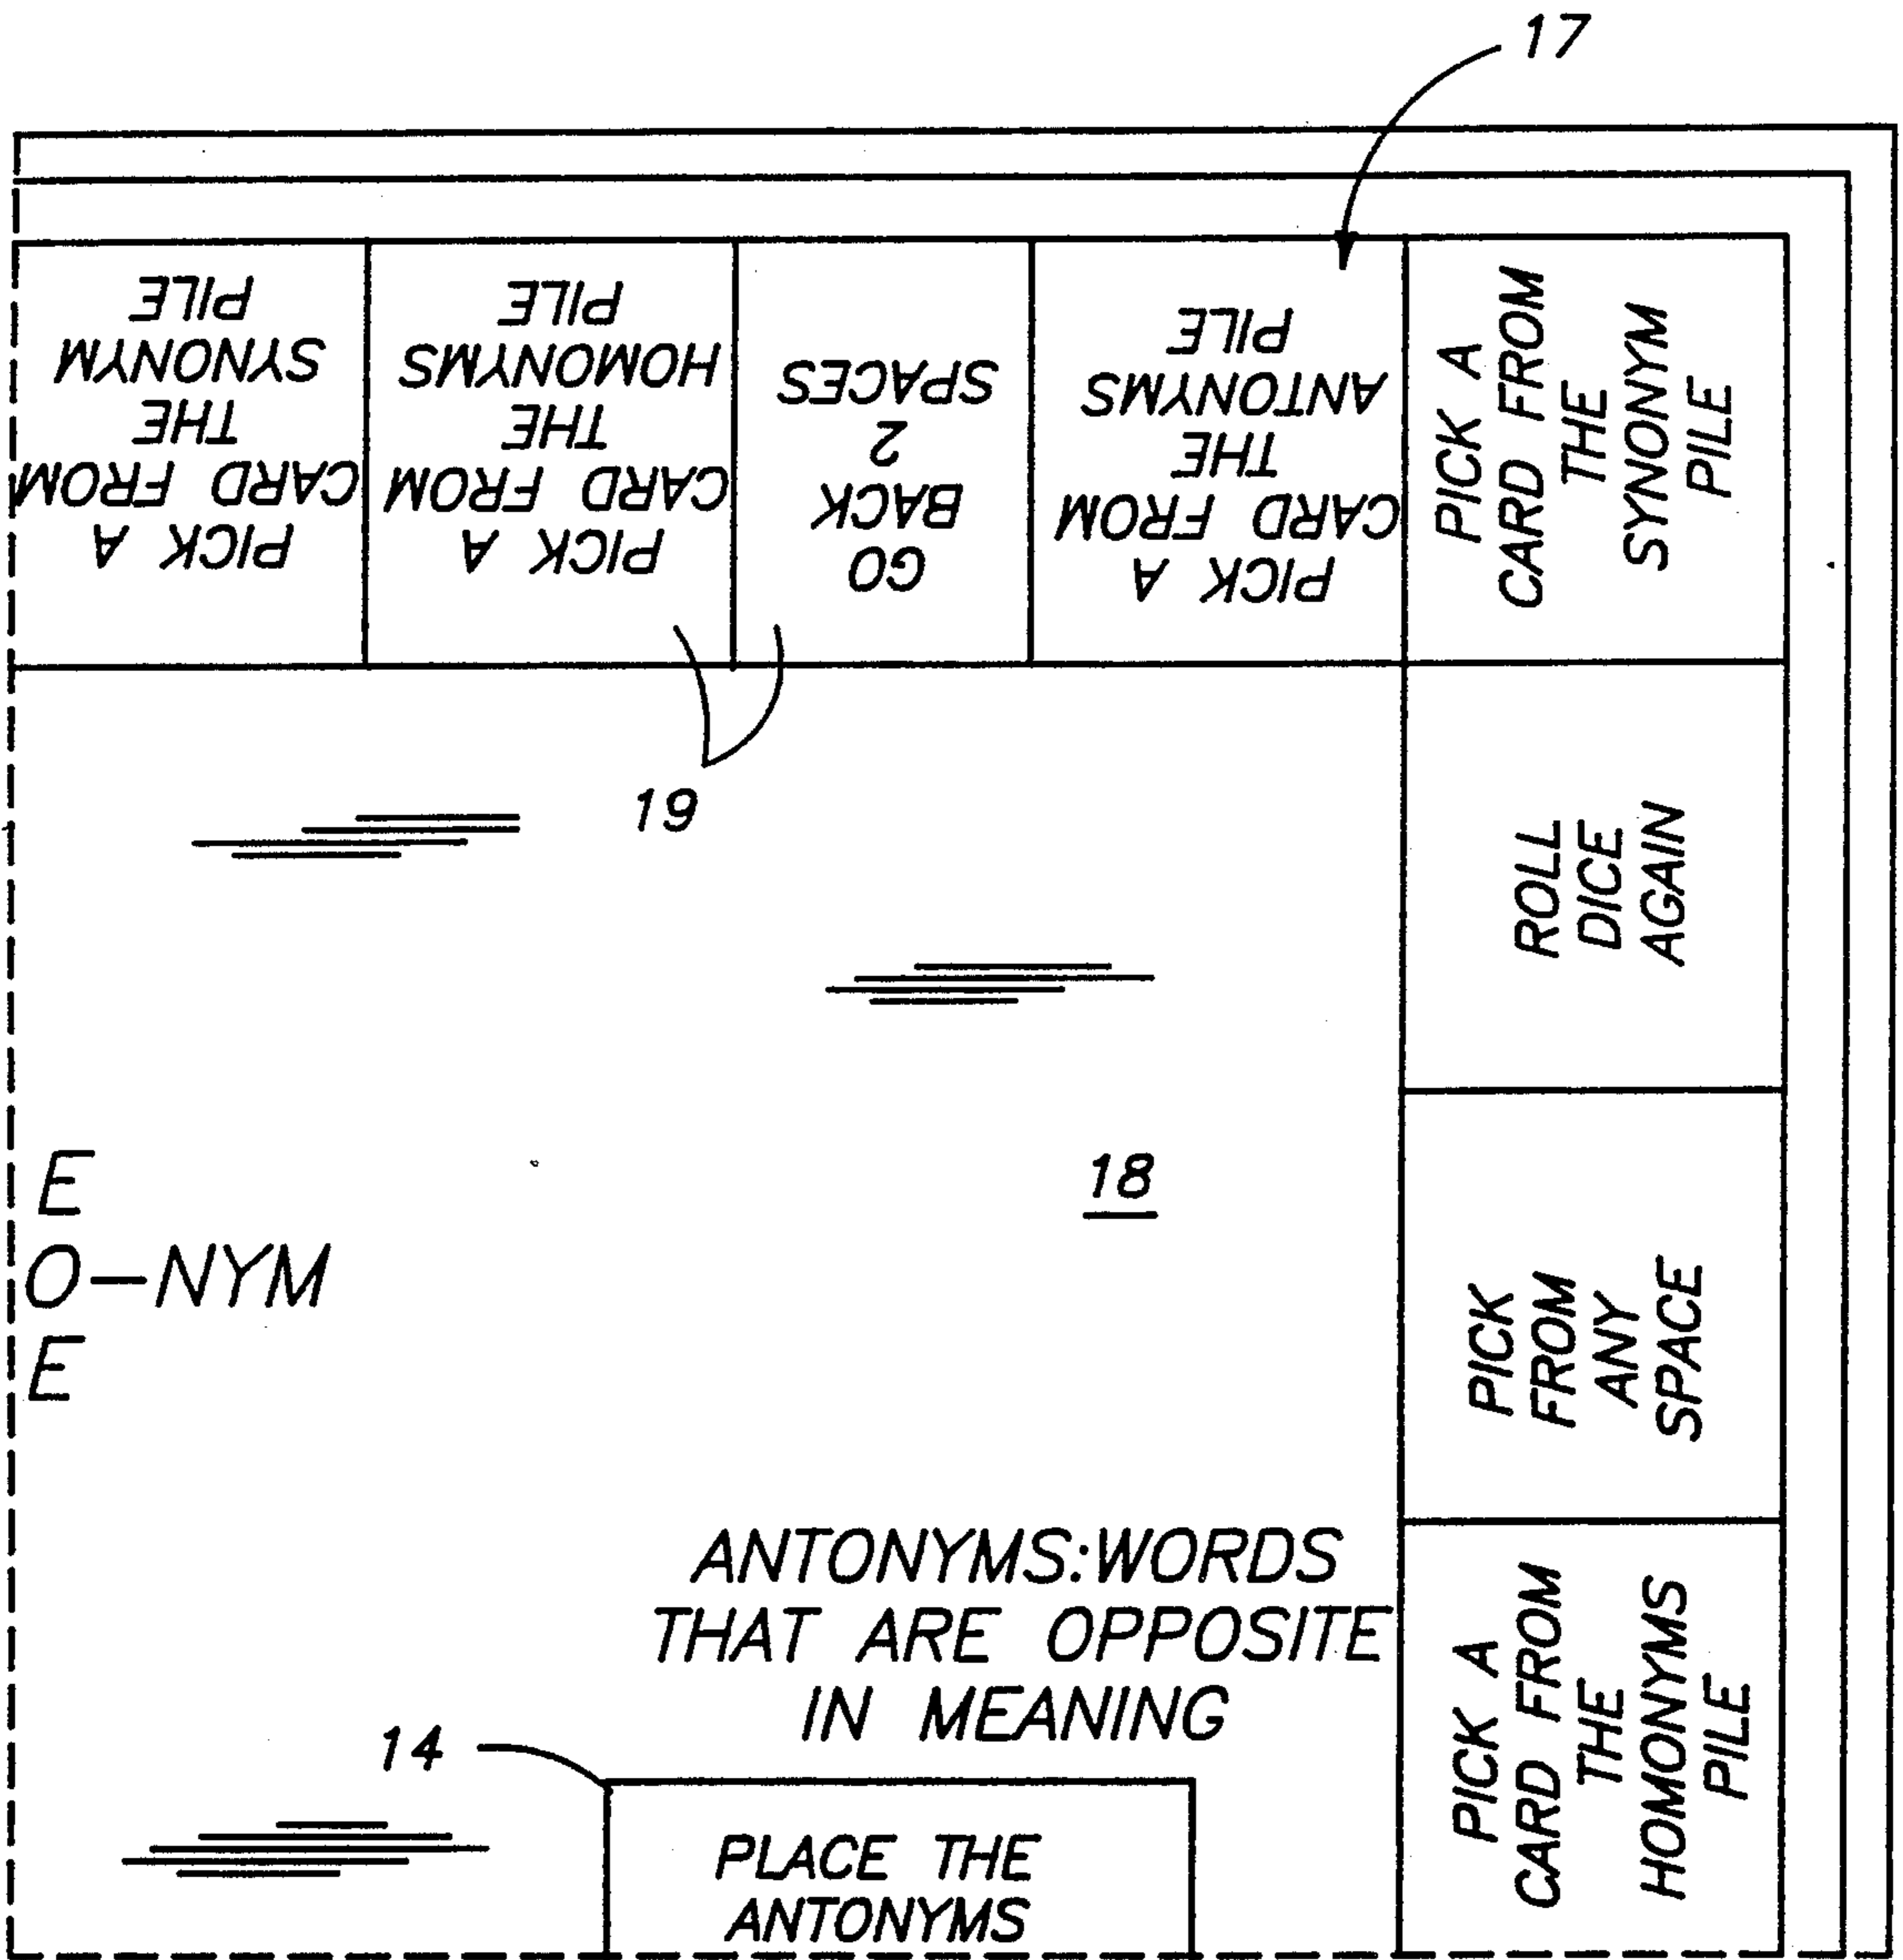 17
PICK A
CARD FROM
THE
SYNONYM
PILE
PICK A
CARD FROM
THE
HOMONYMS
PILE
GO
BACK
2
SPACES
PICK A
CARD FROM
THE
ANTONYMS
PILE
PICK A
CARD FROM
THE
SYNONYM
PILE
19
ROLL
DICE
AGAIN
E
O-NYM
E
18
PICK
FROM
ANY
SPACE
ANTONYMS:WORDS
THAT ARE OPPOSITE
IN MEANING
14
PLACE THE
ANTONYMS
PICK A
CARD FROM
THE
HOMONYMS
PILE